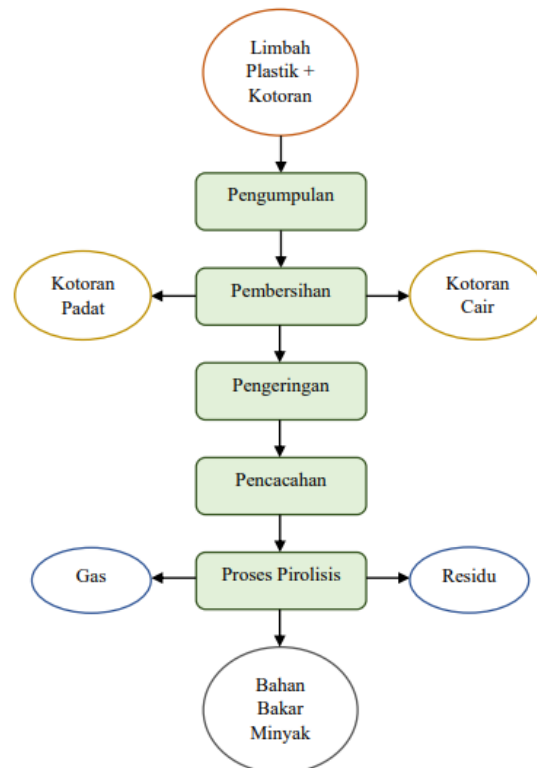 Limbah
Plastik +
Kotoran
Pengumpulan
Kotoran
Padat
Pembersihan
Kotoran
Cair
Pengeringan
Pencacahan
Gas
Proses Pirolisis
Residu
Bahan
Bakar
Minyak